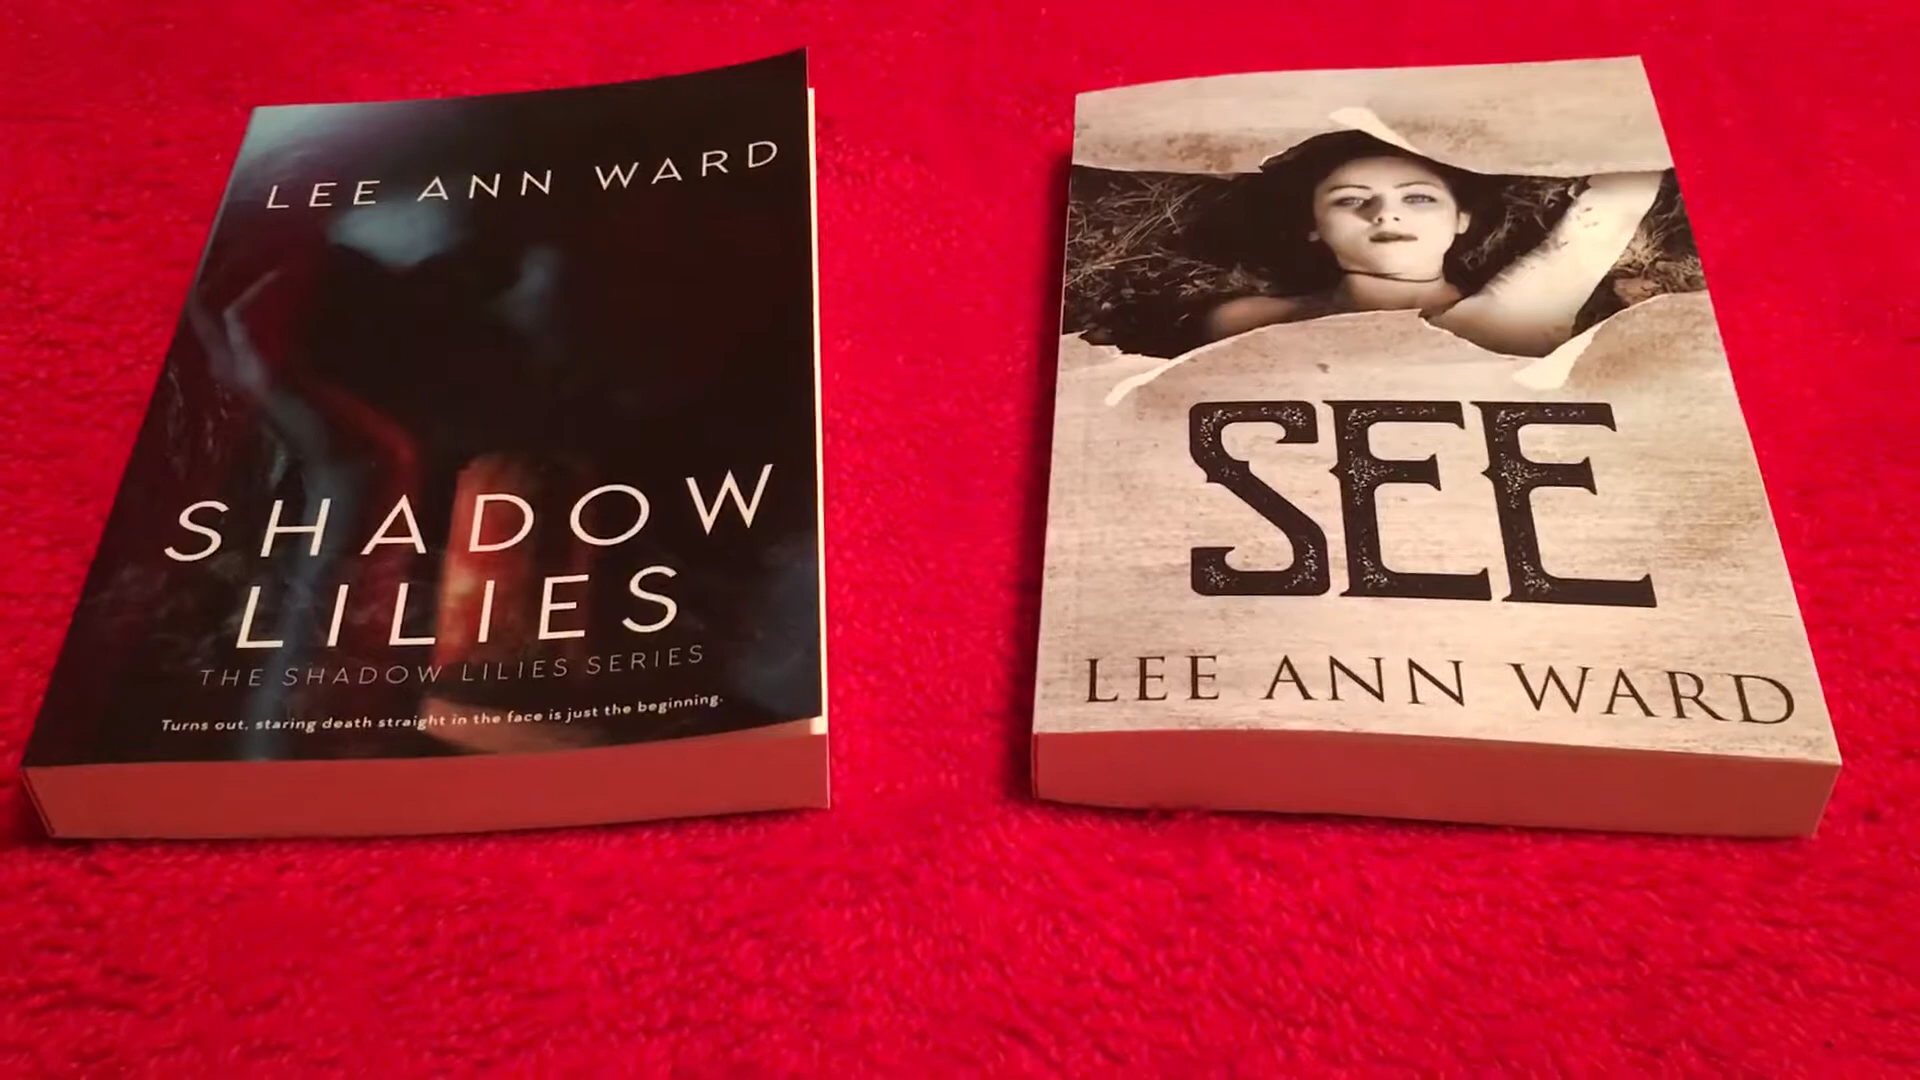 LEE ANN WARD
SHADOW
LILIES
THE SHADOW LILIES SERIES
Turns out, staring death straight in the face is just the beginning.
SEE
LEE ANN WARD